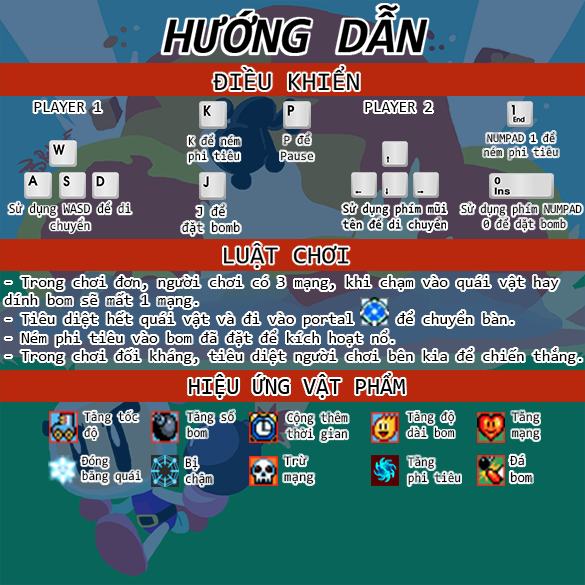 HƯỚNG DẪN
ĐIỀU KHIỂN
PLAYER 1
W
A S D
Sử dụng WASD để di
chuyển
K
K để ném
phi tiêu
P
P để
Pause
J
J để
đặt bomb
PLAYER 2
↑
← ↓ →
Sử dụng phím mũi
tên để di chuyển
1
End
NUMPAD 1 để
ném phi tiêu
0
Ins
Sử dụng phím NUMPAD
0 để đặt bomb
LUẬT CHƠI
- Trong chơi đơn, người chơi có 3 mạng, khi chạm vào quái vật hay
dính bom sẽ mất 1 mạng.
- Tiêu diệt hết quái vật và đi vào portal để chuyển bàn.
- Ném phi tiêu vào bom đã đặt để kích hoạt nổ.
- Trong chơi đối kháng, tiêu diệt người chơi bên kia để chiến thắng.
HIỆU ỨNG VẬT PHẨM
Tăng tốc
độ
Tăng số
bom
Cộng thêm
thời gian
Tăng độ
dài bom
Tăng
mạng
Đóng
băng quái
Bị
chậm
Trừ
mạng
Tăng
phi tiêu
Đá
bom